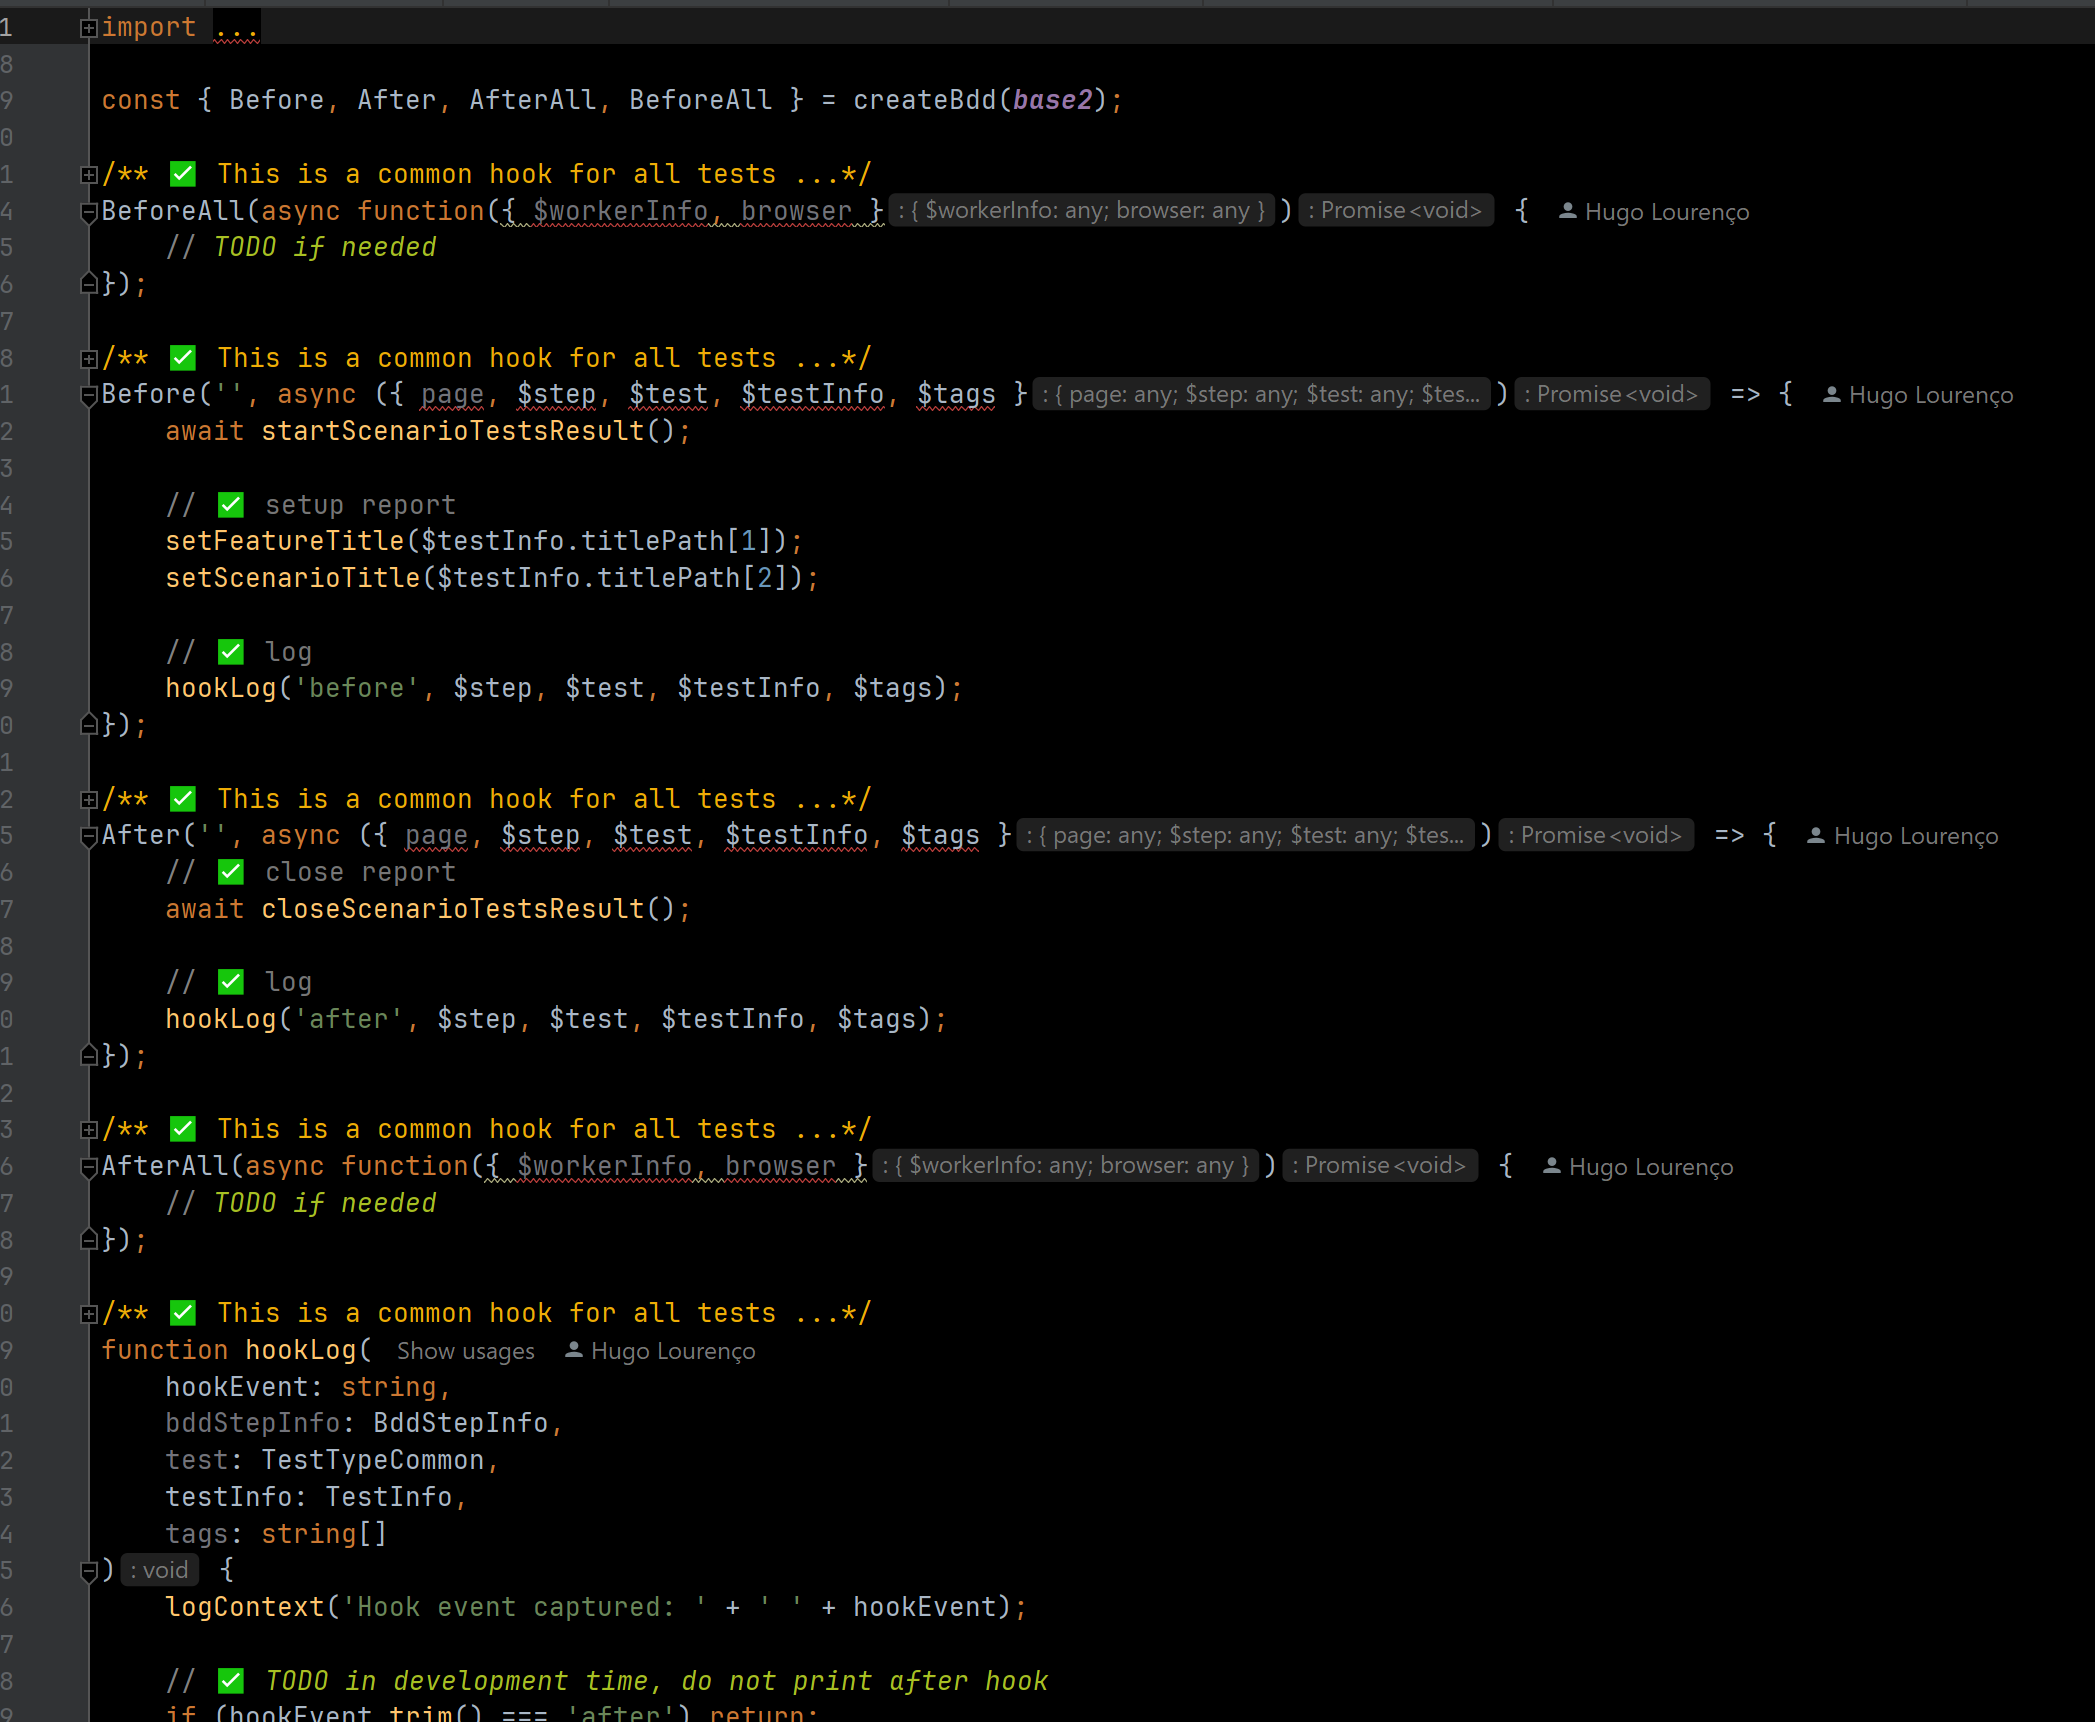 1 import ...
8
9 const { Before, After, AfterAll, BeforeAll } = createBdd(base2);
0
1 /** ✅ This is a common hook for all tests ...*/
4 BeforeAll(async function({ $workerInfo, browser } : { $workerInfo: any; browser: any } ) : Promise<void> { Hugo Lourenço
5 // TODO if needed
6 });
7
8 /** ✅ This is a common hook for all tests ...*/
1 Before('', async ({ page, $step, $test, $testInfo, $tags } : { page: any; $step: any; $test: any; $tes... ) : Promise<void> => { Hugo Lourenço
2 await startScenarioTestsResult();
3
4 // ✅ setup report
5 setFeatureTitle($testInfo.titlePath[1]);
6 setScenarioTitle($testInfo.titlePath[2]);
7
8 // ✅ log
9 hookLog('before', $step, $test, $testInfo, $tags);
0 });
1
2 /** ✅ This is a common hook for all tests ...*/
5 After('', async ({ page, $step, $test, $testInfo, $tags } : { page: any; $step: any; $test: any; $tes... ) : Promise<void> => { Hugo Lourenço
6 // ✅ close report
7 await closeScenarioTestsResult();
8
9 // ✅ log
0 hookLog('after', $step, $test, $testInfo, $tags);
1 });
2
3 /** ✅ This is a common hook for all tests ...*/
6 AfterAll(async function({ $workerInfo, browser } : { $workerInfo: any; browser: any } ) : Promise<void> { Hugo Lourenço
7 // TODO if needed
8 });
9
0 /** ✅ This is a common hook for all tests ...*/
9 function hookLog( Show usages Hugo Lourenço
0 hookEvent: string,
1 bddStepInfo: BddStepInfo,
2 test: TestTypeCommon,
3 testInfo: TestInfo,
4 tags: string[]
5 ) : void {
6 logContext('Hook event captured: ' + ' ' + hookEvent);
7
8 // ✅ TODO in development time, do not print after hook
9 if (hookEvent.trim() === 'after') return;